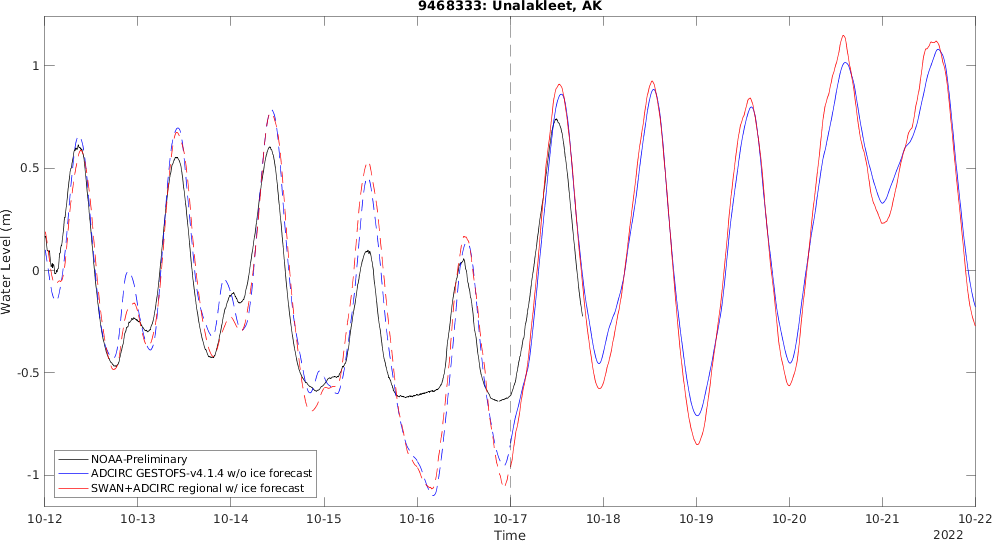 9468333: Unalakleet, AK
Water Level (m)
1
0.5
0
-0.5
-1
NOAA-Preliminary
ADCIRC GESTOFS-v4.1.4 w/o ice forecast
SWAN+ADCIRC regional w/ ice forecast
10-12 10-13 10-14 10-15 10-16 10-17 10-18 10-19 10-20 10-21 10-22
Time
2022